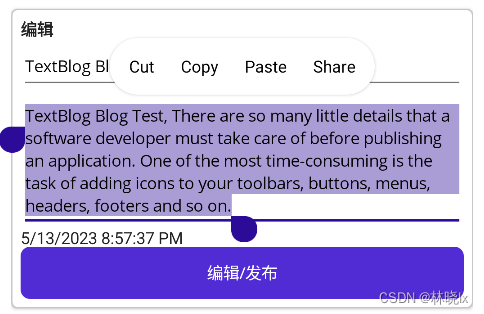 编辑
TextBlog Bl
Cut Copy Paste Share
TextBlog Blog Test, There are so many little details that a
software developer must take care of before publishing
an application. One of the most time-consuming is the
task of adding icons to your toolbars, buttons, menus,
headers, footers and so on.
5/13/2023 8:57:37 PM
编辑/发布
CSDN @林晓lx